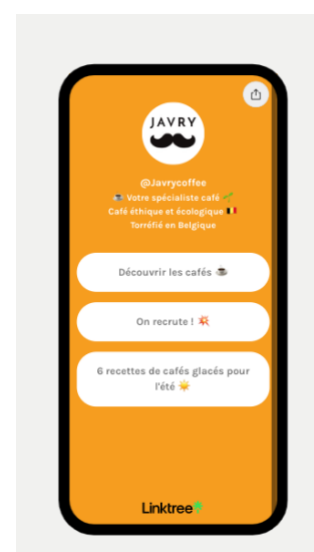 JAVRY
@Javrycoffee
☕ Votre spécialiste café 🌱
Café éthique et écologique 🇧🇪
Torréfié en Belgique
Découvrir les cafés ☕
On recrute ! 💥
6 recettes de cafés glacés pour
l'été ☀️
Linktree